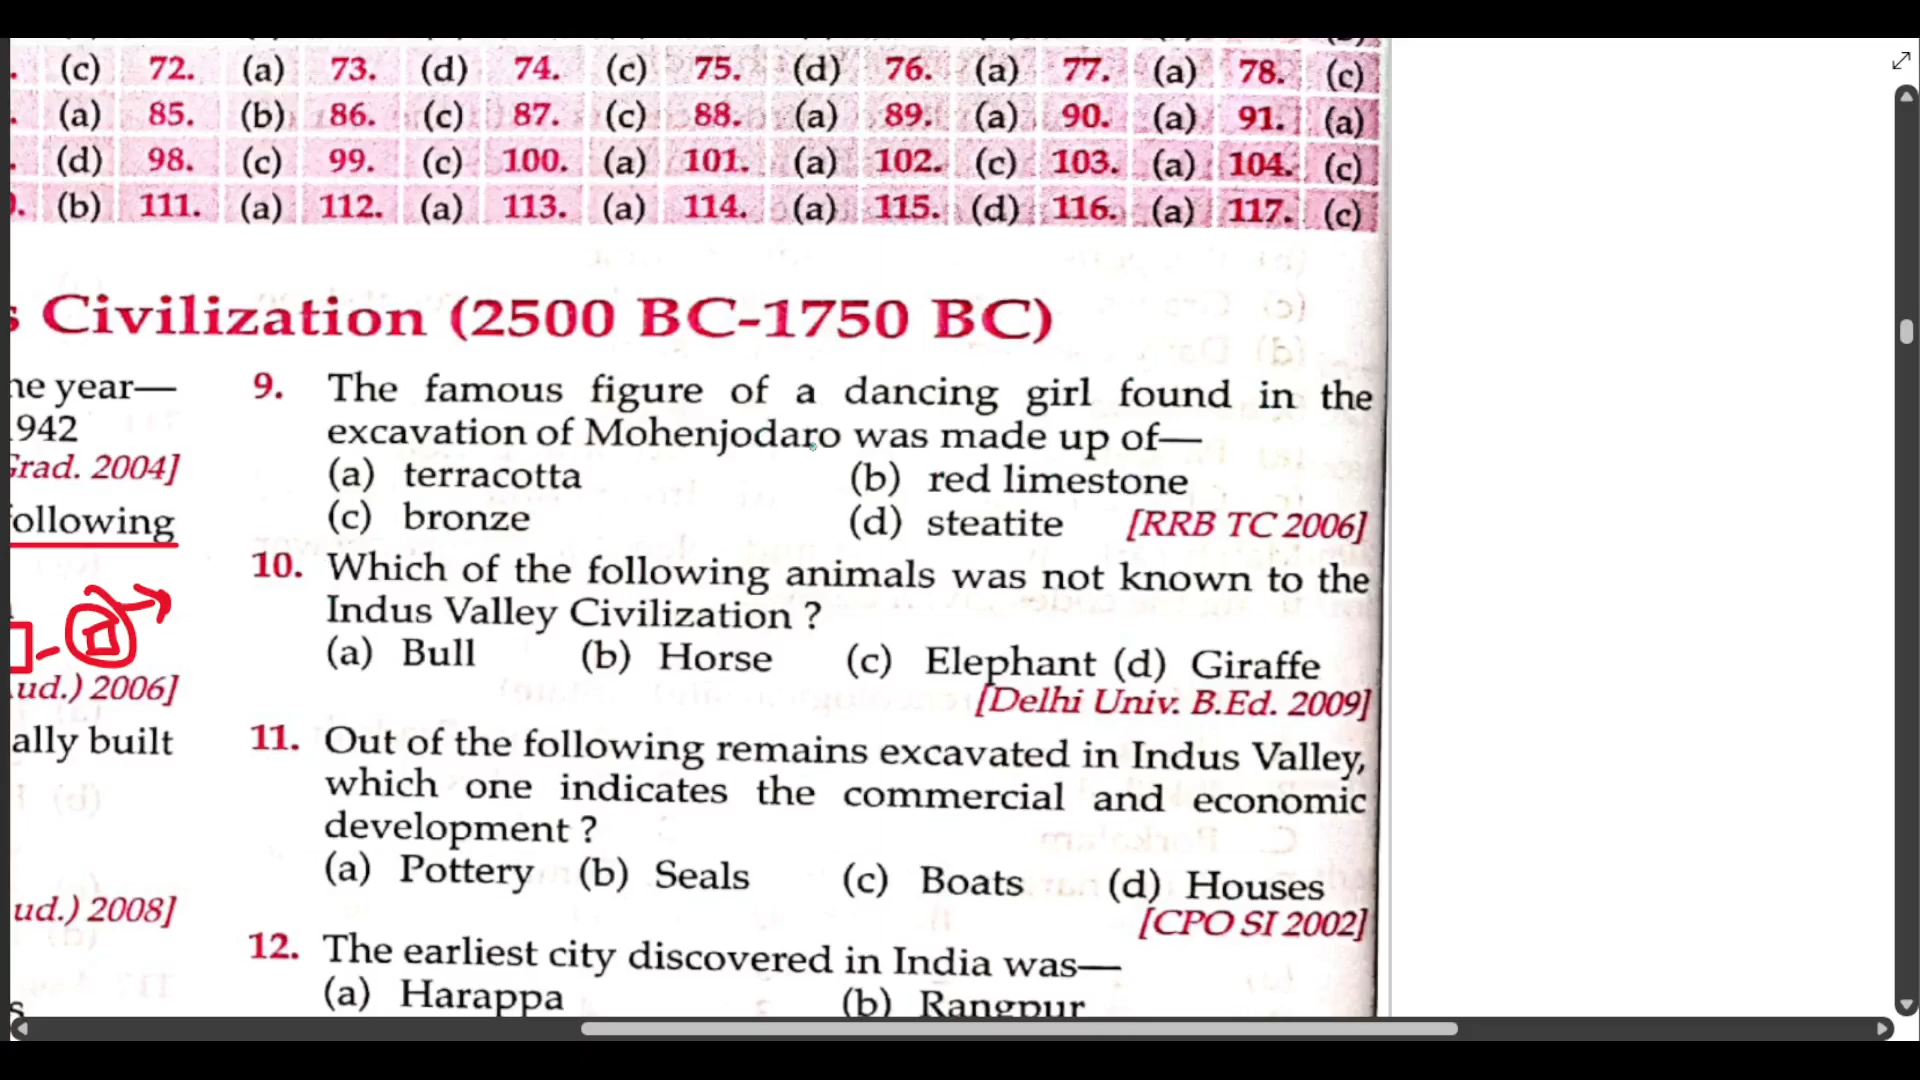 (c) 72. (a) 73. (d) 74. (c) 75. (d) 76. (a) 77. (a) 78. (c)
(a) 85. (b) 86. (c) 87. (c) 88. (a) 89. (a) 90. (a) 91. (a)
(d) 98. (c) 99. (c) 100. (a) 101. (a) 102. (c) 103. (a) 104. (c)
(b) 111. (a) 112. (a) 113. (a) 114. (a) 115. (d) 116. (a) 117. (c)
s Civilization (2500 BC-1750 BC)
he year—
942
Grad. 2004]
ollowing
ud.) 2006]
ally built
ud.) 2008]
9. The famous figure of a dancing girl found in the
excavation of Mohenjodaro was made up of—
(a) terracotta (b) red limestone
(c) bronze (d) steatite [RRB TC 2006]
10. Which of the following animals was not known to the
Indus Valley Civilization ?
(a) Bull (b) Horse (c) Elephant (d) Giraffe
[Delhi Univ. B.Ed. 2009]
11. Out of the following remains excavated in Indus Valley,
which one indicates the commercial and economic
development ?
(a) Pottery (b) Seals (c) Boats (d) Houses
[CPO SI 2002]
12. The earliest city discovered in India was—
(a) Harappa (b) Rangpur